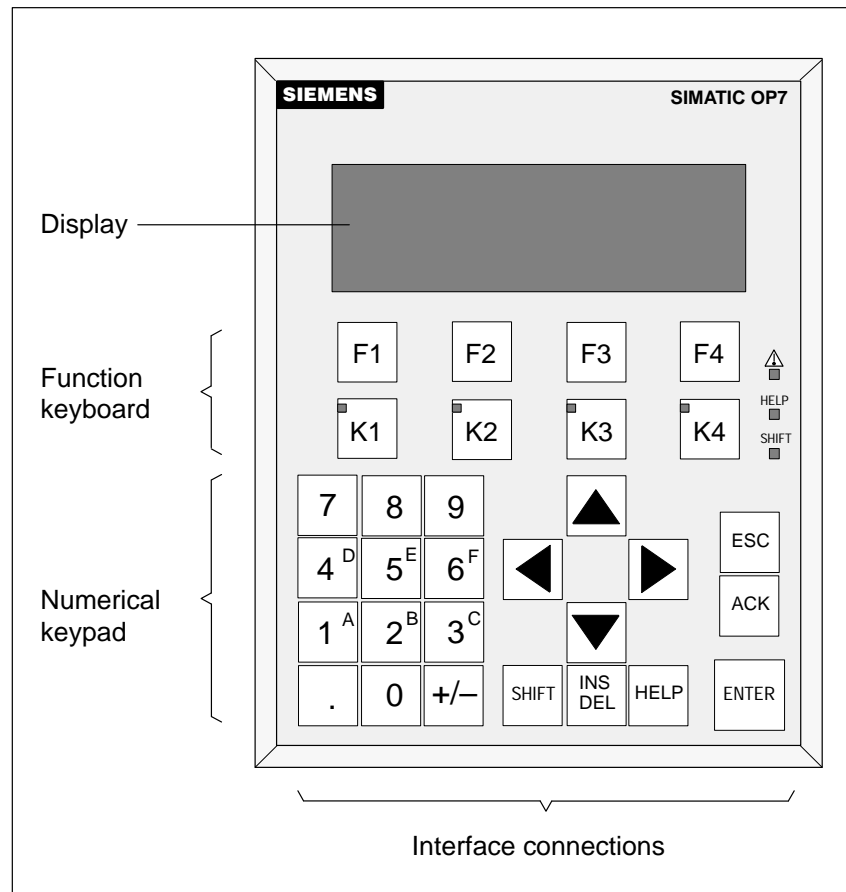 SIEMENS
SIMATIC OP7
Display
F1 F2 F3 F4
Function
keyboard
HELP
K1 K2 K3 K4
SHIFT
7 8 9
ESC
4 D 5 E 6 F
ACK
Numerical
keypad
1 A 2 B 3 C
. 0 +/–
SHIFT
INS
DEL
HELP
ENTER
Interface connections